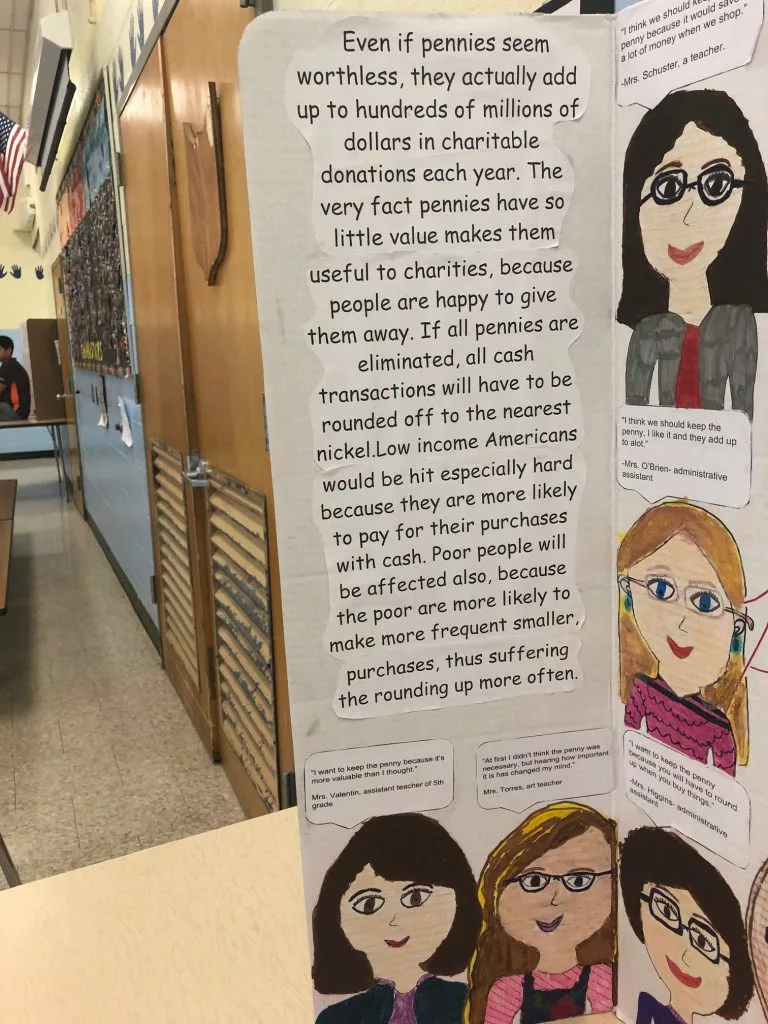 Even if pennies seem
worthless, they actually add
up to hundreds of millions of
dollars in charitable
donations each year. The
very fact pennies have so
little value makes them
useful to charities, because
people are happy to give
them away. If all pennies are
eliminated, all cash
transactions will have to be
rounded off to the nearest
nickel.Low income Americans
would be hit especially hard
because they are more likely
to pay for their purchases
with cash. Poor people will
be affected also, because
the poor are more likely to
make more frequent smaller,
purchases, thus suffering
the rounding up more often.
"I want to keep the penny because it's
more valuable than I thought."
Mrs. Valentin, assistant teacher of 5th
grade
"At first I didn't think the penny was
necessary, but hearing how important
it is has changed my mind."
Mrs. Torres, art teacher
"I think we should keep
penny because it would save
a lot of money when we shop."
-Mrs. Schuster, a teacher.
"I think we should keep the
penny, I like it and they add up
to alot."
-Mrs. O'Brien- administrative
assistant
"I want to keep the penny
because you will have to round
up when you buy things."
-Mrs. Higgins- administrative
assistant